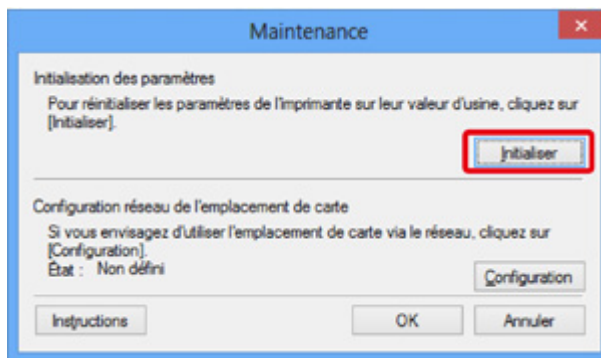 Maintenance
Initialisation des paramètres
Pour réinitialiser les paramètres de l'imprimante sur leur valeur d'usine, cliquez sur
[Initialiser].
Initialiser
Configuration réseau de l'emplacement de carte
Si vous envisagez d'utiliser l'emplacement de carte via le réseau, cliquez sur
[Configuration].
État : Non défini
Configuration
Instructions OK Annuler